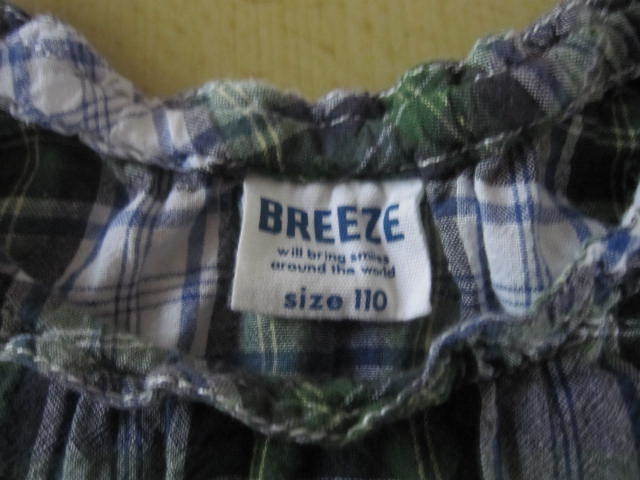 BREEZE
will bring smiles
around the world
size 110